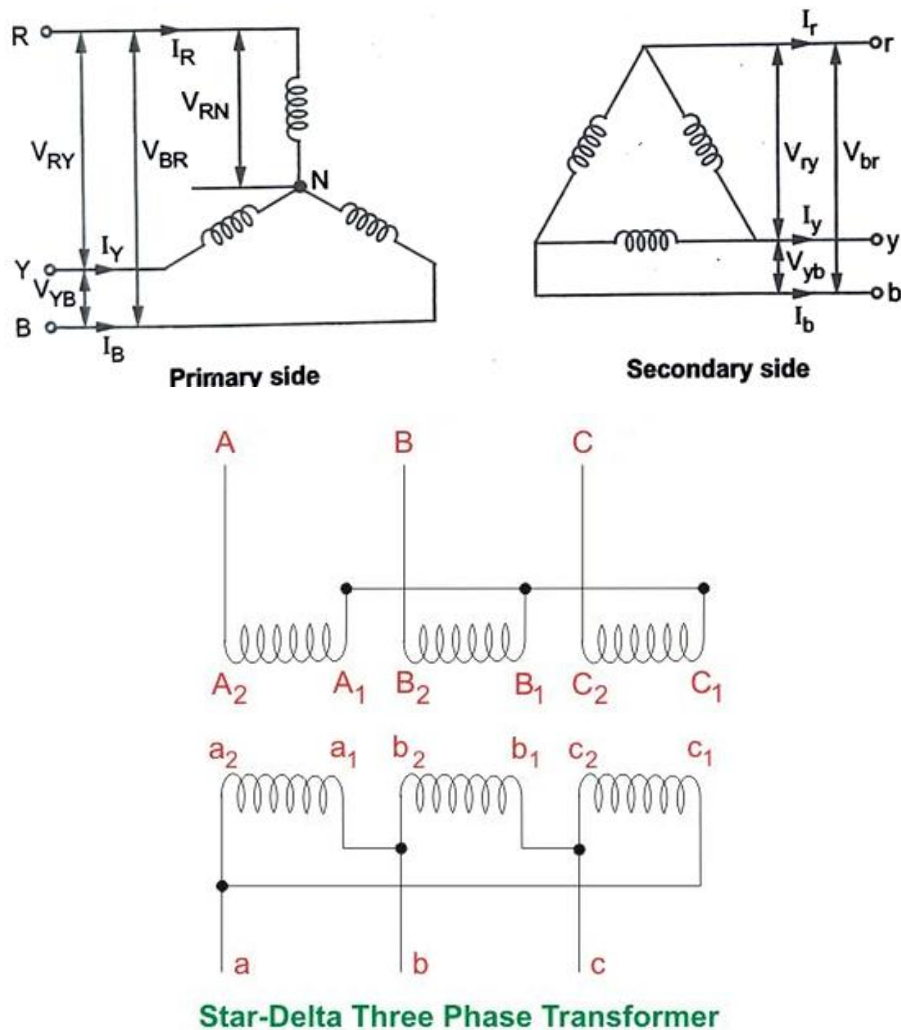 R
I_R
V_RN
V_RY
V_BR
N
Y
I_Y
V_YB
B
I_B
Primary side
I_r
r
V_ry
V_br
I_y
y
V_yb
b
I_b
Secondary side
A B C
A₂ A₁ B₂ B₁ C₂ C₁
a₂ a₁ b₂ b₁ c₂ c₁
a b c
Star-Delta Three Phase Transformer